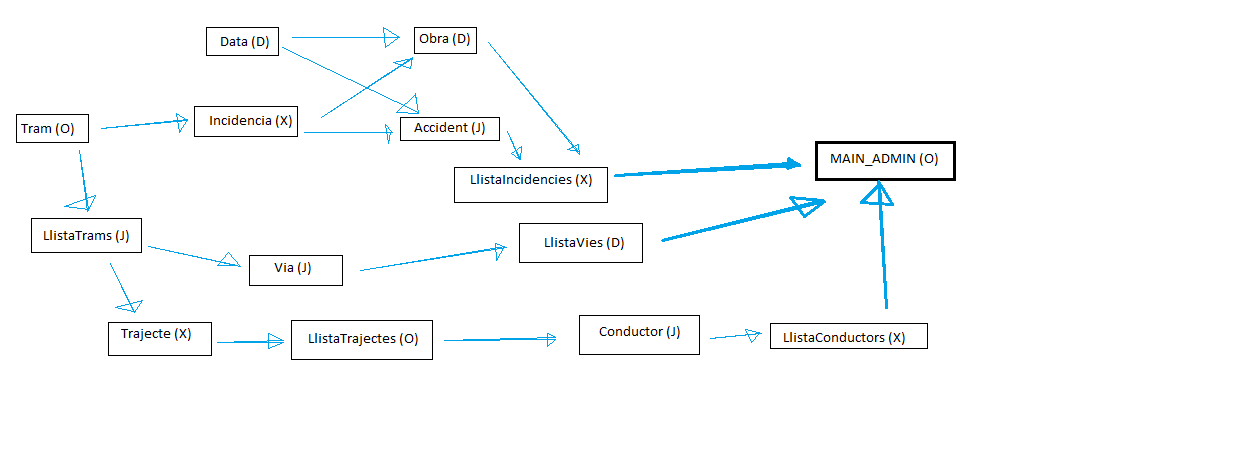 Data (D)
Obra (D)
Tram (O)
Incidencia (X)
Accident (J)
MAIN_ADMIN (O)
LlistaIncidencies (X)
LlistaTrams (J)
LlistaVies (D)
Via (J)
Trajecte (X)
LlistaTrajectes (O)
Conductor (J)
LlistaConductors (X)